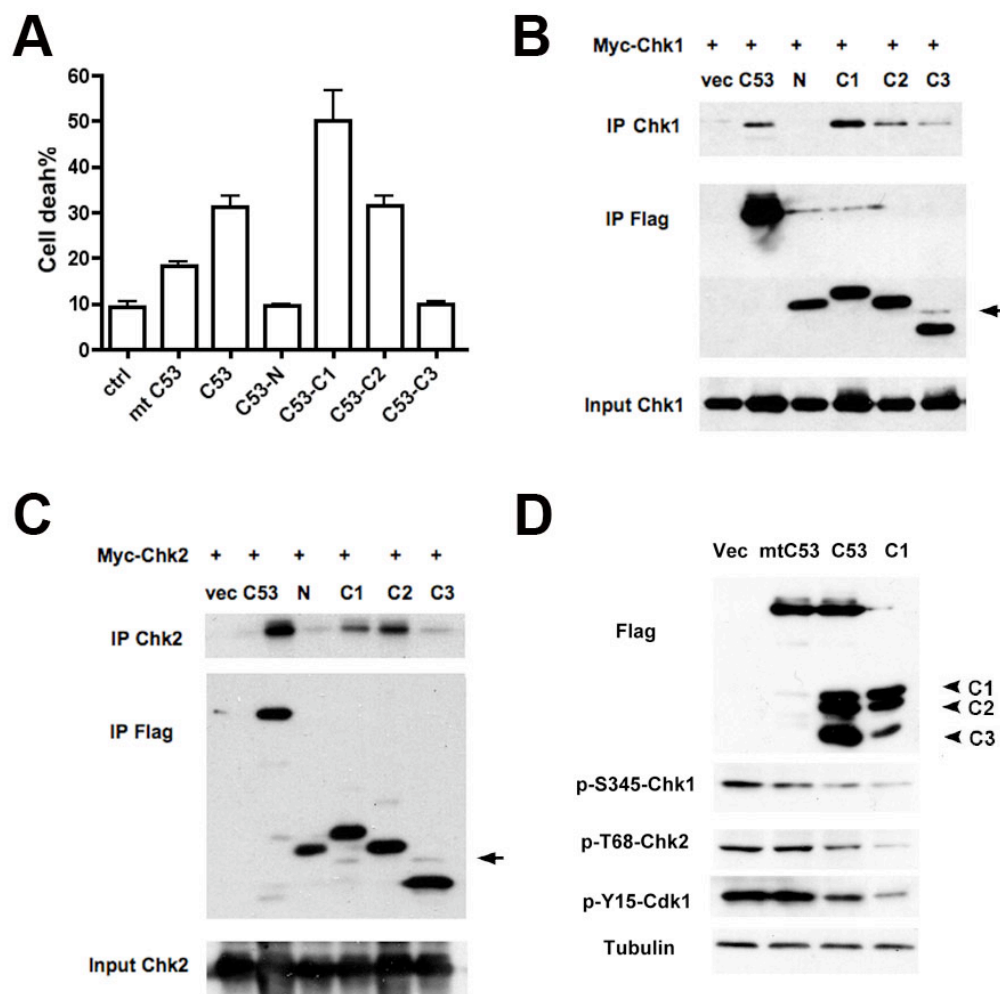 A
Cell deah%
60
50
40
30
20
10
0
ctrl
mt C53
C53
C53-N
C53-C1
C53-C2
C53-C3
B
Myc-Chk1 + + + + + +
vec C53 N C1 C2 C3
IP Chk1
IP Flag
Input Chk1
C
Myc-Chk2 + + + + + +
vec C53 N C1 C2 C3
IP Chk2
IP Flag
Input Chk2
D
Vec mtC53 C53 C1
Flag
C1
C2
C3
p-S345-Chk1
p-T68-Chk2
p-Y15-Cdk1
Tubulin